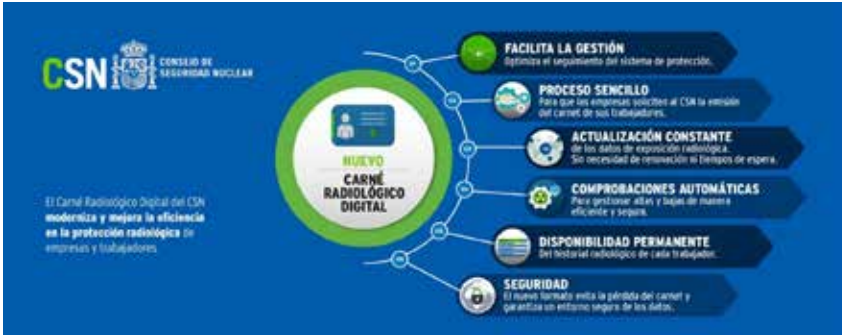 CSN
CONSEJO DE
SEGURIDAD NUCLEAR
El Carné Radiológico Digital del CSN
moderniza y mejora la eficiencia
en la protección radiológica de
empresas y trabajadores
NUEVO
CARNÉ
RADIOLÓGICO
DIGITAL
FACILITA LA GESTIÓN
Optimiza el seguimiento del sistema de protección.
PROCESO SENCILLO
Para que las empresas soliciten al CSN la emisión
del carnet de sus trabajadores.
ACTUALIZACIÓN CONSTANTE
de los datos de exposición radiológica.
Sin necesidad de renovación ni tiempos de espera.
COMPROBACIONES AUTOMÁTICAS
Para gestionar altas y bajas de manera
eficiente y segura.
DISPONIBILIDAD PERMANENTE
Del historial radiológico de cada trabajador.
SEGURIDAD
El nuevo formato evita la pérdida del carnet y
garantiza un entorno seguro de los datos.